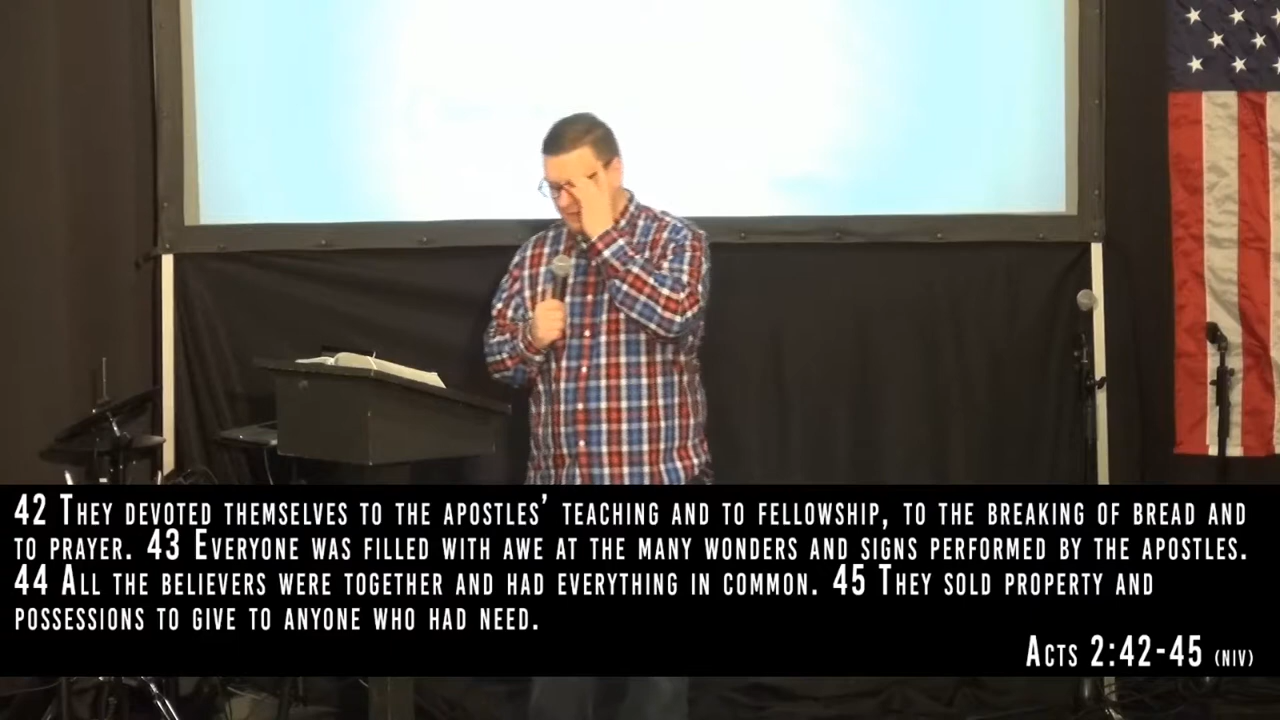 42 They devoted themselves to the apostles’ teaching and to fellowship, to the breaking of bread and
to prayer. 43 Everyone was filled with awe at the many wonders and signs performed by the apostles.
44 All the believers were together and had everything in common. 45 They sold property and
possessions to give to anyone who had need.
Acts 2:42-45 (NIV)